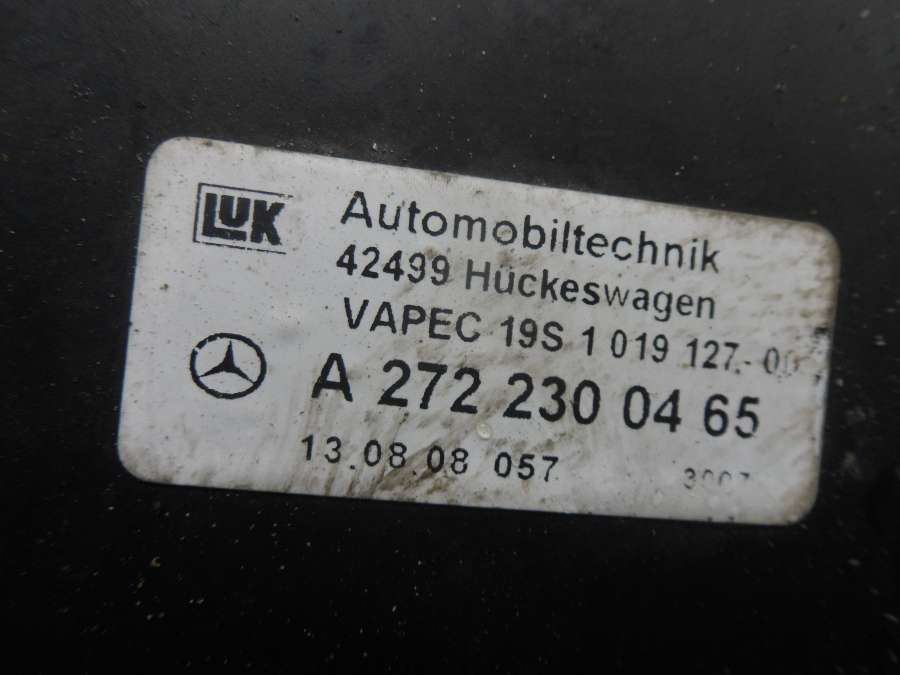 LUK
Automobiltechnik
42499 Hückeswagen
VAPEC 19S 1 019 127-
A 272 230 04 65
13.08.08 057